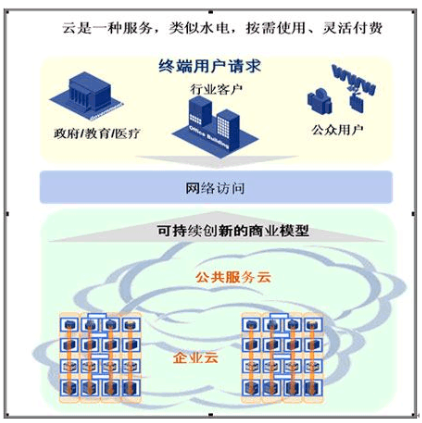 云是一种服务，类似水电，按需使用、灵活付费
终端用户请求
行业客户
WWW
Office Building
政府/教育/医疗
公众用户
网络访问
可持续创新的商业模型
公共服务云
企业云